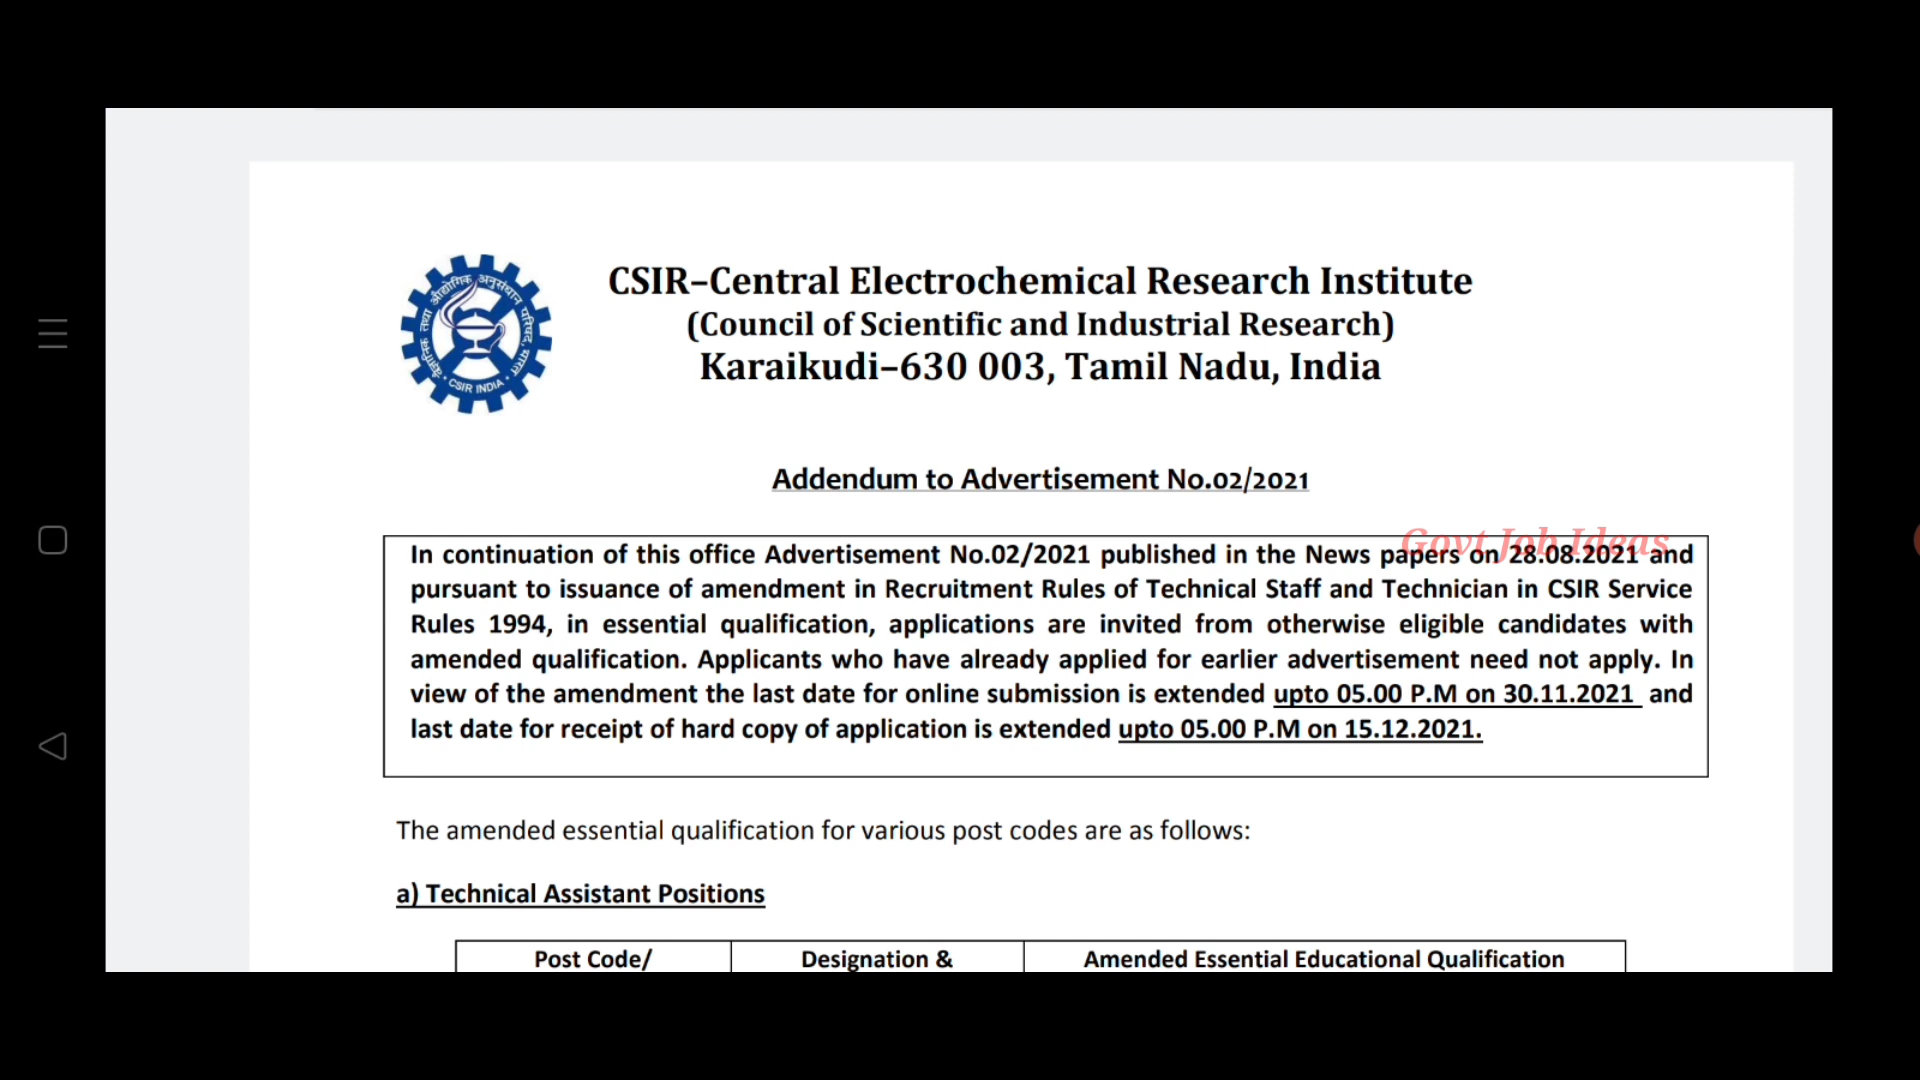 वैज्ञानिक तथा औद्योगिक अनुसंधान परिषद, भारत
• CSIR INDIA •
CSIR–Central Electrochemical Research Institute
(Council of Scientific and Industrial Research)
Karaikudi–630 003, Tamil Nadu, India
Addendum to Advertisement No.02/2021
Govt Job Ideas
In continuation of this office Advertisement No.02/2021 published in the News papers on 28.08.2021 and
pursuant to issuance of amendment in Recruitment Rules of Technical Staff and Technician in CSIR Service
Rules 1994, in essential qualification, applications are invited from otherwise eligible candidates with
amended qualification. Applicants who have already applied for earlier advertisement need not apply. In
view of the amendment the last date for online submission is extended upto 05.00 P.M on 30.11.2021 and
last date for receipt of hard copy of application is extended upto 05.00 P.M on 15.12.2021.
The amended essential qualification for various post codes are as follows:
a) Technical Assistant Positions
Post Code/ Designation & Amended Essential Educational Qualification